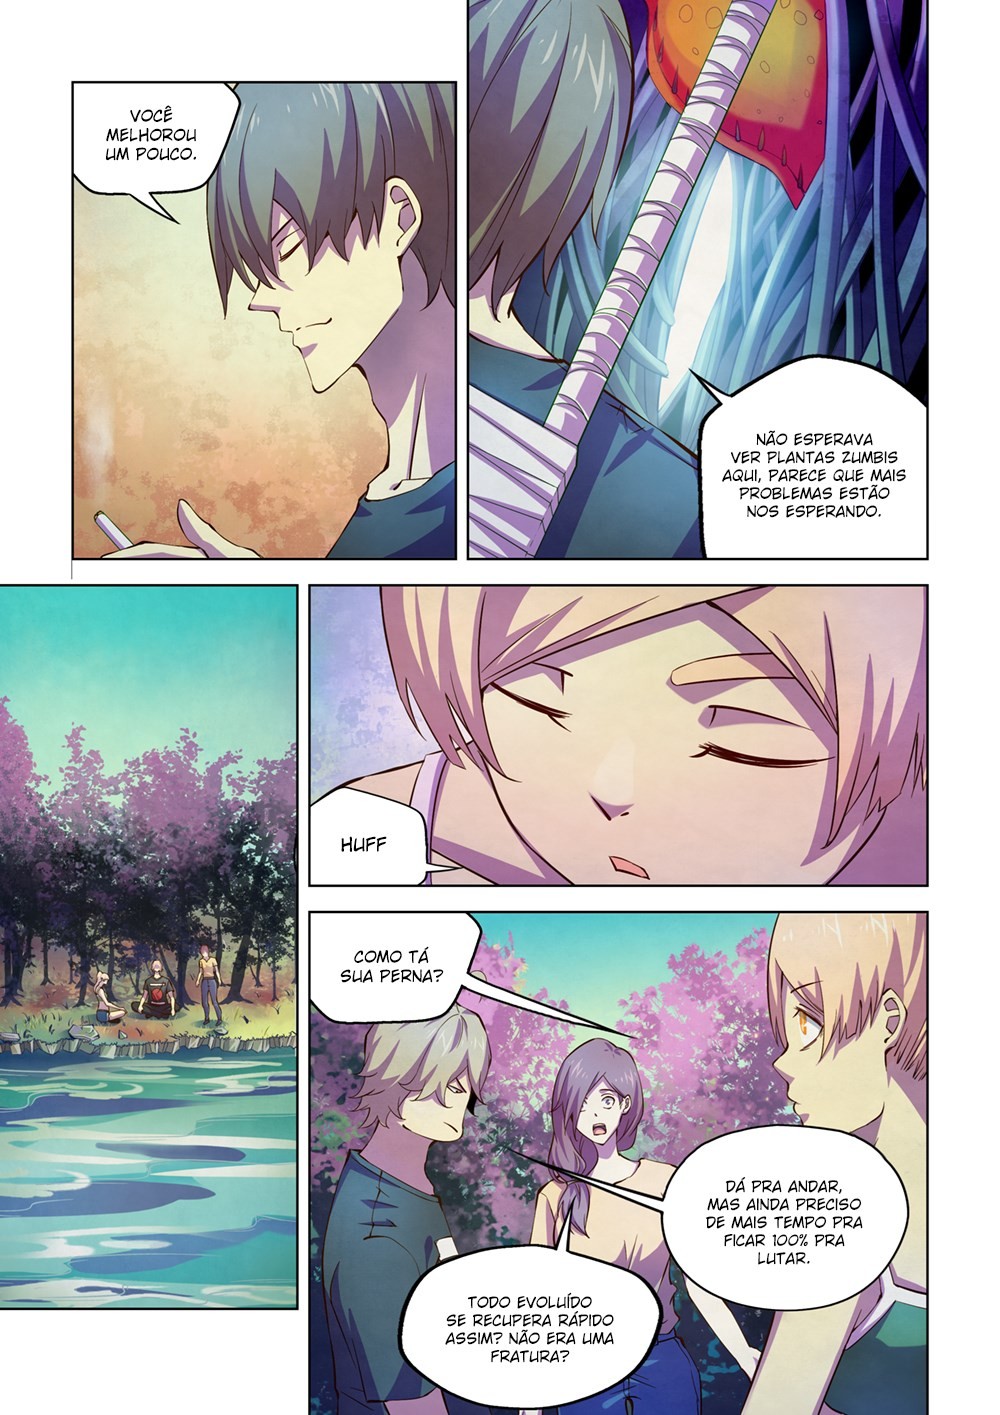 VOCÊ
MELHOROU
UM POUCO.
NÃO ESPERAVA
VER PLANTAS ZUMBIS
AQUI, PARECE QUE MAIS
PROBLEMAS ESTÃO
NOS ESPERANDO.
HUFF
COMO TÁ
SUA PERNA?
DÁ PRA ANDAR,
MAS AINDA PRECISO
DE MAIS TEMPO PRA
FICAR 100% PRA
LUTAR.
TODO EVOLUÍDO
SE RECUPERA RÁPIDO
ASSIM? NÃO ERA UMA
FRATURA?